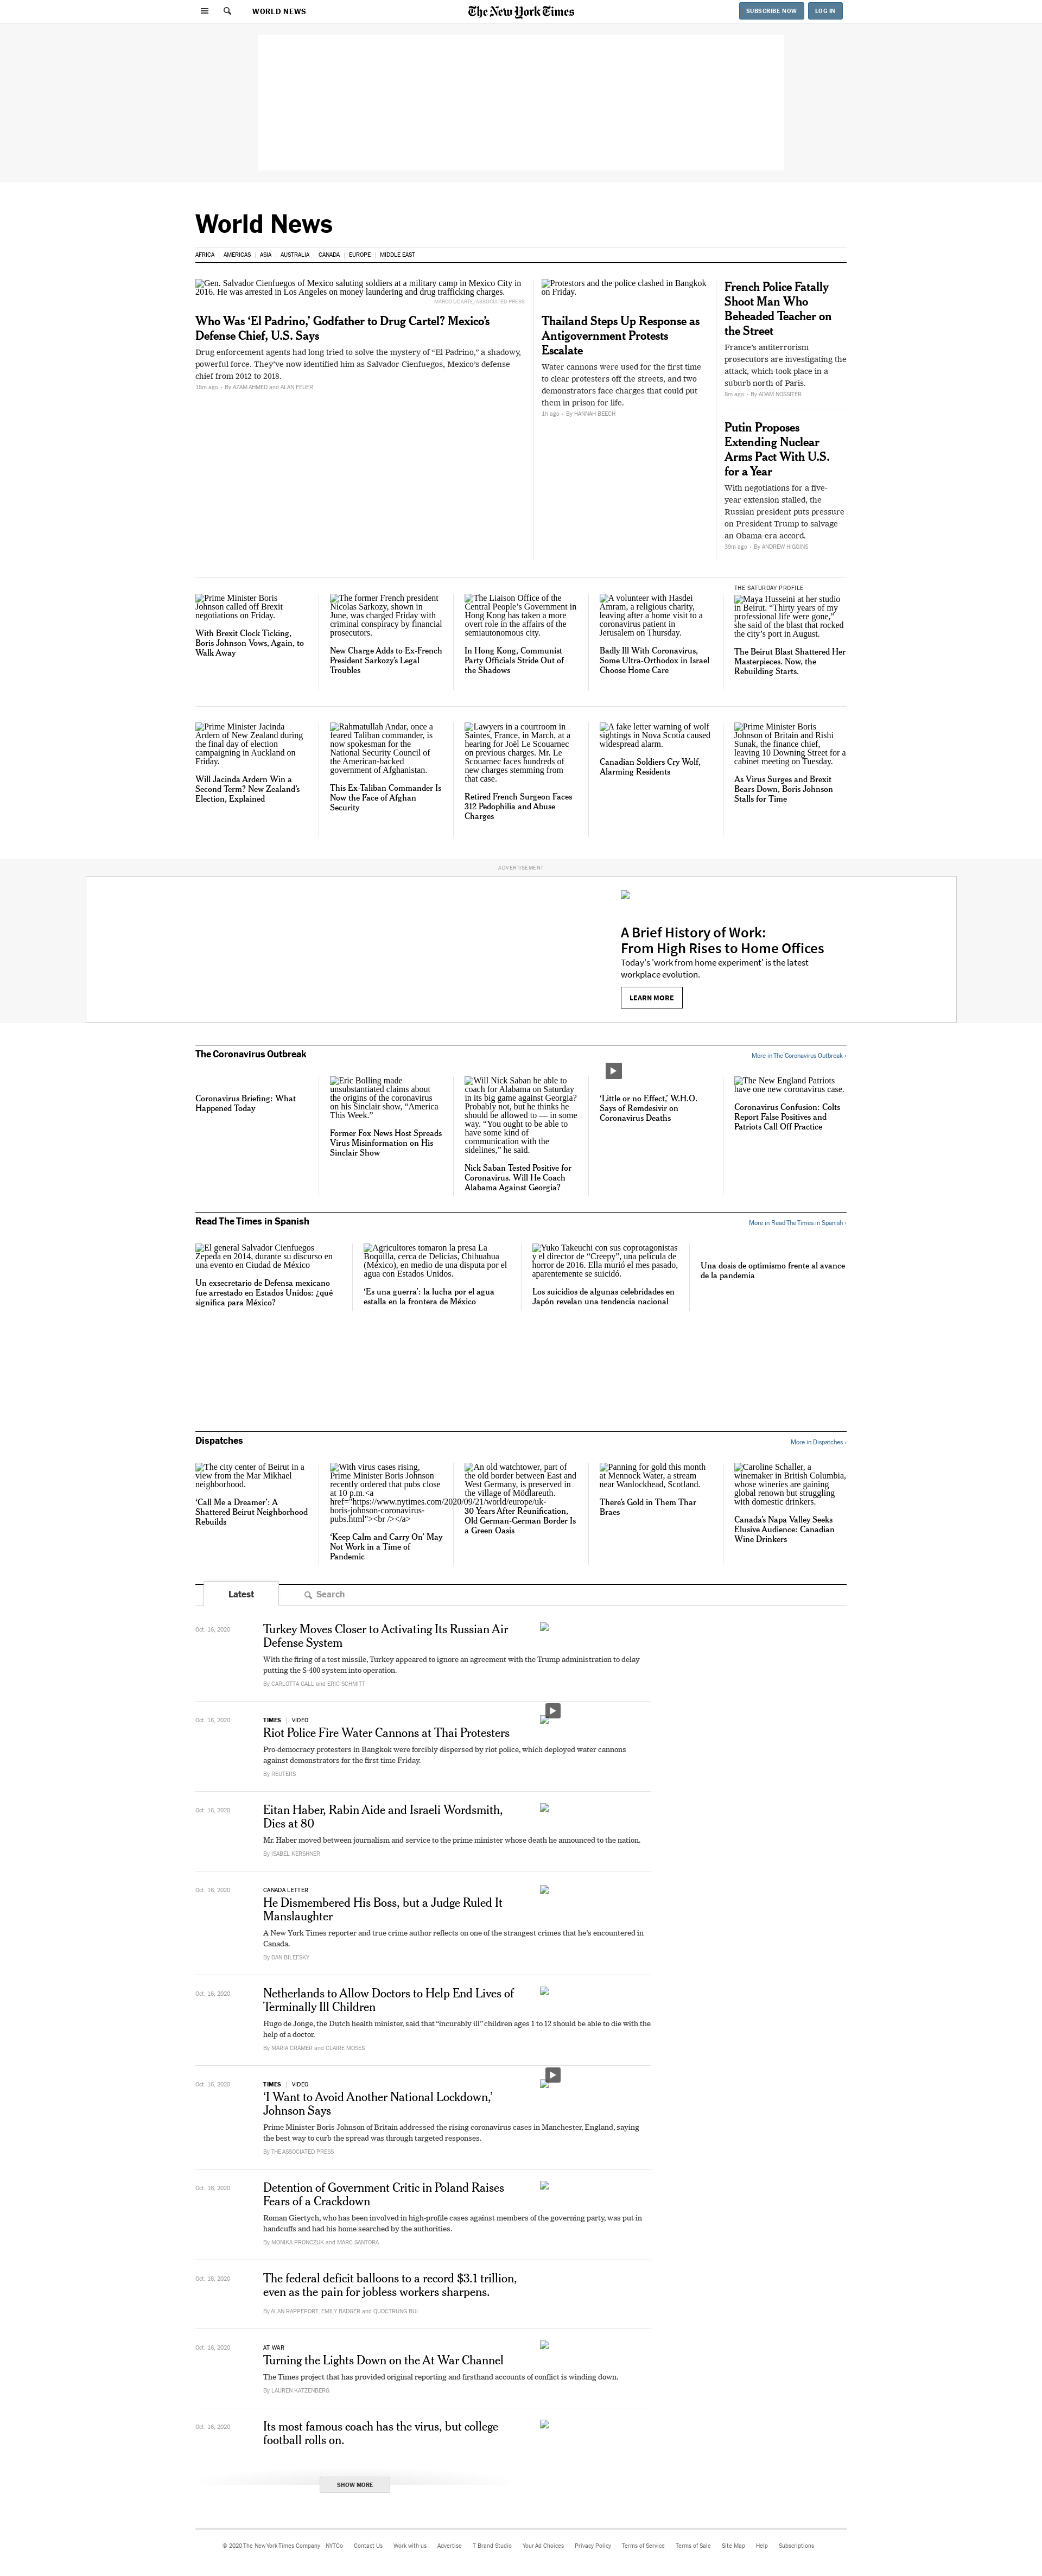 WORLD NEWS
The New York Times
SUBSCRIBE NOW
LOG IN
World News
AFRICA | AMERICAS | ASIA | AUSTRALIA | CANADA | EUROPE | MIDDLE EAST
Gen. Salvador Cienfuegos of Mexico saluting soldiers at a military camp in Mexico City in
2016. He was arrested in Los Angeles on money laundering and drug trafficking charges.
MARCO UGARTE/ASSOCIATED PRESS
Who Was ‘El Padrino,’ Godfather to Drug Cartel? Mexico’s
Defense Chief, U.S. Says
Drug enforcement agents had long tried to solve the mystery of “El Padrino,” a shadowy,
powerful force. They’ve now identified him as Salvador Cienfuegos, Mexico’s defense
chief from 2012 to 2018.
15m ago · By AZAM AHMED and ALAN FEUER
Protestors and the police clashed in Bangkok
on Friday.
Thailand Steps Up Response as
Antigovernment Protests
Escalate
Water cannons were used for the first time
to clear protesters off the streets, and two
demonstrators face charges that could put
them in prison for life.
1h ago · By HANNAH BEECH
French Police Fatally
Shoot Man Who
Beheaded Teacher on
the Street
France’s antiterrorism
prosecutors are investigating the
attack, which took place in a
suburb north of Paris.
8m ago · By ADAM NOSSITER
Putin Proposes
Extending Nuclear
Arms Pact With U.S.
for a Year
With negotiations for a five-
year extension stalled, the
Russian president puts pressure
on President Trump to salvage
an Obama-era accord.
39m ago · By ANDREW HIGGINS
Prime Minister Boris
Johnson called off Brexit
negotiations on Friday.
With Brexit Clock Ticking,
Boris Johnson Vows, Again, to
Walk Away
The former French president
Nicolas Sarkozy, shown in
June, was charged Friday with
criminal conspiracy by financial
prosecutors.
New Charge Adds to Ex-French
President Sarkozy’s Legal
Troubles
The Liaison Office of the
Central People’s Government in
Hong Kong has taken a more
overt role in the affairs of the
semiautonomous city.
In Hong Kong, Communist
Party Officials Stride Out of
the Shadows
A volunteer with Hasdei
Amram, a religious charity,
leaving after a home visit to a
coronavirus patient in
Jerusalem on Thursday.
Badly Ill With Coronavirus,
Some Ultra-Orthodox in Israel
Choose Home Care
THE SATURDAY PROFILE
Maya Husseini at her studio
in Beirut. “Thirty years of my
professional life were gone,”
she said of the blast that rocked
the city’s port in August.
The Beirut Blast Shattered Her
Masterpieces. Now, the
Rebuilding Starts.
Prime Minister Jacinda
Ardern of New Zealand during
the final day of election
campaigning in Auckland on
Friday.
Will Jacinda Ardern Win a
Second Term? New Zealand’s
Election, Explained
Rahmatullah Andar, once a
feared Taliban commander, is
now spokesman for the
National Security Council of
the American-backed
government of Afghanistan.
This Ex-Taliban Commander Is
Now the Face of Afghan
Security
Lawyers in a courtroom in
Saintes, France, in March, at a
hearing for Joël Le Scouarnec
on previous charges. Mr. Le
Scouarnec faces hundreds of
new charges stemming from
that case.
Retired French Surgeon Faces
312 Pedophilia and Abuse
Charges
A fake letter warning of wolf
sightings in Nova Scotia caused
widespread alarm.
Canadian Soldiers Cry Wolf,
Alarming Residents
Prime Minister Boris
Johnson of Britain and Rishi
Sunak, the finance chief,
leaving 10 Downing Street for a
cabinet meeting on Tuesday.
As Virus Surges and Brexit
Bears Down, Boris Johnson
Stalls for Time
ADVERTISEMENT
A Brief History of Work:
From High Rises to Home Offices
Today’s ‘work from home experiment’ is the latest
workplace evolution.
LEARN MORE
The Coronavirus Outbreak
More in The Coronavirus Outbreak ›
Coronavirus Briefing: What
Happened Today
Eric Bolling made
unsubstantiated claims about
the origins of the coronavirus
on his Sinclair show, “America
This Week.”
Former Fox News Host Spreads
Virus Misinformation on His
Sinclair Show
Will Nick Saban be able to
coach for Alabama on Saturday
in its big game against Georgia?
Probably not, but he thinks he
should be allowed to — in some
way. “You ought to be able to
have some kind of
communication with the
sidelines,” he said.
Nick Saban Tested Positive for
Coronavirus. Will He Coach
Alabama Against Georgia?
‘Little or no Effect,’ W.H.O.
Says of Remdesivir on
Coronavirus Deaths
The New England Patriots
have one new coronavirus case.
Coronavirus Confusion: Colts
Report False Positives and
Patriots Call Off Practice
Read The Times in Spanish
More in Read The Times in Spanish ›
El general Salvador Cienfuegos
Zepeda en 2014, durante su discurso en
una evento en Ciudad de México
Un exsecretario de Defensa mexicano
fue arrestado en Estados Unidos: ¿qué
significa para México?
Agricultores tomaron la presa La
Boquilla, cerca de Delicias, Chihuahua
(México), en medio de una disputa por el
agua con Estados Unidos.
‘Es una guerra’: la lucha por el agua
estalla en la frontera de México
Yuko Takeuchi con sus coprotagonistas
y el director de “Creepy”, una película de
horror de 2016. Ella murió el mes pasado,
aparentemente se suicidó.
Los suicidios de algunas celebridades en
Japón revelan una tendencia nacional
Una dosis de optimismo frente al avance
de la pandemia
Dispatches
More in Dispatches ›
The city center of Beirut in a
view from the Mar Mikhael
neighborhood.
‘Call Me a Dreamer’: A
Shattered Beirut Neighborhood
Rebuilds
With virus cases rising,
Prime Minister Boris Johnson
recently ordered that pubs close
at 10 p.m.<a
href="https://www.nytimes.com/2020/09/21/world/europe/uk-
boris-johnson-coronavirus-
pubs.html"><br /></a>
‘Keep Calm and Carry On’ May
Not Work in a Time of
Pandemic
An old watchtower, part of
the old border between East and
West Germany, is preserved in
the village of Mödlareuth.
30 Years After Reunification,
Old German-German Border Is
a Green Oasis
Panning for gold this month
at Mennock Water, a stream
near Wanlockhead, Scotland.
There’s Gold in Them Thar
Braes
Caroline Schaller, a
winemaker in British Columbia,
whose wineries are gaining
global renown but struggling
with domestic drinkers.
Canada’s Napa Valley Seeks
Elusive Audience: Canadian
Wine Drinkers
Latest
Search
Oct. 16, 2020
Turkey Moves Closer to Activating Its Russian Air
Defense System
With the firing of a test missile, Turkey appeared to ignore an agreement with the Trump administration to delay
putting the S-400 system into operation.
By CARLOTTA GALL and ERIC SCHMITT
Oct. 16, 2020
TIMES | VIDEO
Riot Police Fire Water Cannons at Thai Protesters
Pro-democracy protesters in Bangkok were forcibly dispersed by riot police, which deployed water cannons
against demonstrators for the first time Friday.
By REUTERS
Oct. 16, 2020
Eitan Haber, Rabin Aide and Israeli Wordsmith,
Dies at 80
Mr. Haber moved between journalism and service to the prime minister whose death he announced to the nation.
By ISABEL KERSHNER
Oct. 16, 2020
CANADA LETTER
He Dismembered His Boss, but a Judge Ruled It
Manslaughter
A New York Times reporter and true crime author reflects on one of the strangest crimes that he’s encountered in
Canada.
By DAN BILEFSKY
Oct. 16, 2020
Netherlands to Allow Doctors to Help End Lives of
Terminally Ill Children
Hugo de Jonge, the Dutch health minister, said that “incurably ill” children ages 1 to 12 should be able to die with the
help of a doctor.
By MARIA CRAMER and CLAIRE MOSES
Oct. 16, 2020
TIMES | VIDEO
‘I Want to Avoid Another National Lockdown,’
Johnson Says
Prime Minister Boris Johnson of Britain addressed the rising coronavirus cases in Manchester, England, saying
the best way to curb the spread was through targeted responses.
By THE ASSOCIATED PRESS
Oct. 16, 2020
Detention of Government Critic in Poland Raises
Fears of a Crackdown
Roman Giertych, who has been involved in high-profile cases against members of the governing party, was put in
handcuffs and had his home searched by the authorities.
By MONIKA PRONCZUK and MARC SANTORA
Oct. 16, 2020
The federal deficit balloons to a record $3.1 trillion,
even as the pain for jobless workers sharpens.
By ALAN RAPPEPORT, EMILY BADGER and QUOCTRUNG BUI
Oct. 16, 2020
AT WAR
Turning the Lights Down on the At War Channel
The Times project that has provided original reporting and firsthand accounts of conflict is winding down.
By LAUREN KATZENBERG
Oct. 16, 2020
Its most famous coach has the virus, but college
football rolls on.
SHOW MORE
© 2020 The New York Times Company NYTCo Contact Us Work with us Advertise T Brand Studio Your Ad Choices Privacy Policy Terms of Service Terms of Sale Site Map Help Subscriptions